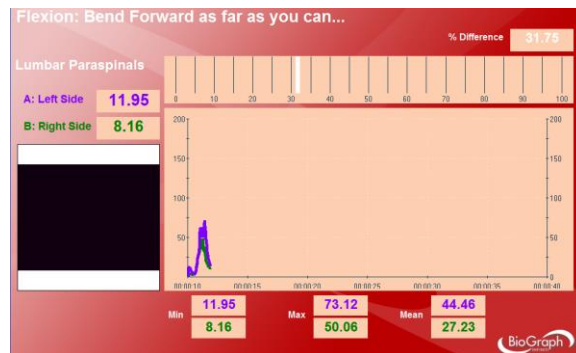 Flexion: Bend Forward as far as you can...
% Difference 31.75
Lumbar Paraspinals
A: Left Side 11.95
B: Right Side 8.16
0 10 20 30 40 50 60 70 80 90 100
200 200
150 150
100 100
50 50
0 0
00:00:10 00:00:15 00:00:20 00:00:25 00:00:30 00:00:35 00:00:40
Min 11.95 Max 73.12 Mean 44.46
8.16 50.06 27.23
BioGraph